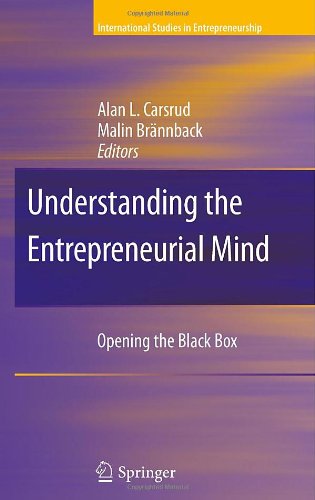 International Studies in Entrepreneurship
Alan L. Carsrud
Malin Brännback
Editors
Understanding the
Entrepreneurial Mind
Opening the Black Box
Springer